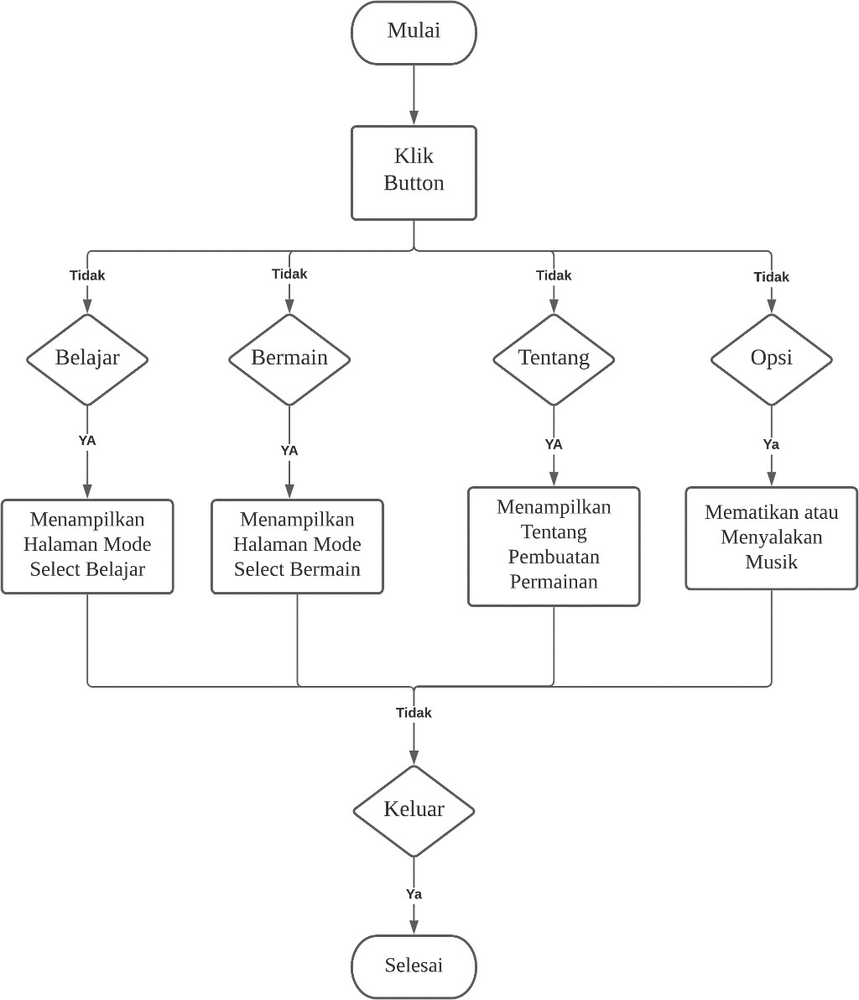 Mulai
Klik
Button
Tidak
Tidak
Tidak
Tidak
Belajar
Bermain
Tentang
Opsi
YA
YA
YA
Ya
Menampilkan
Halaman Mode
Select Belajar
Menampilkan
Halaman Mode
Select Bermain
Menampilkan
Tentang
Pembuatan
Permainan
Mematikan atau
Menyalakan
Musik
Tidak
Keluar
Ya
Selesai